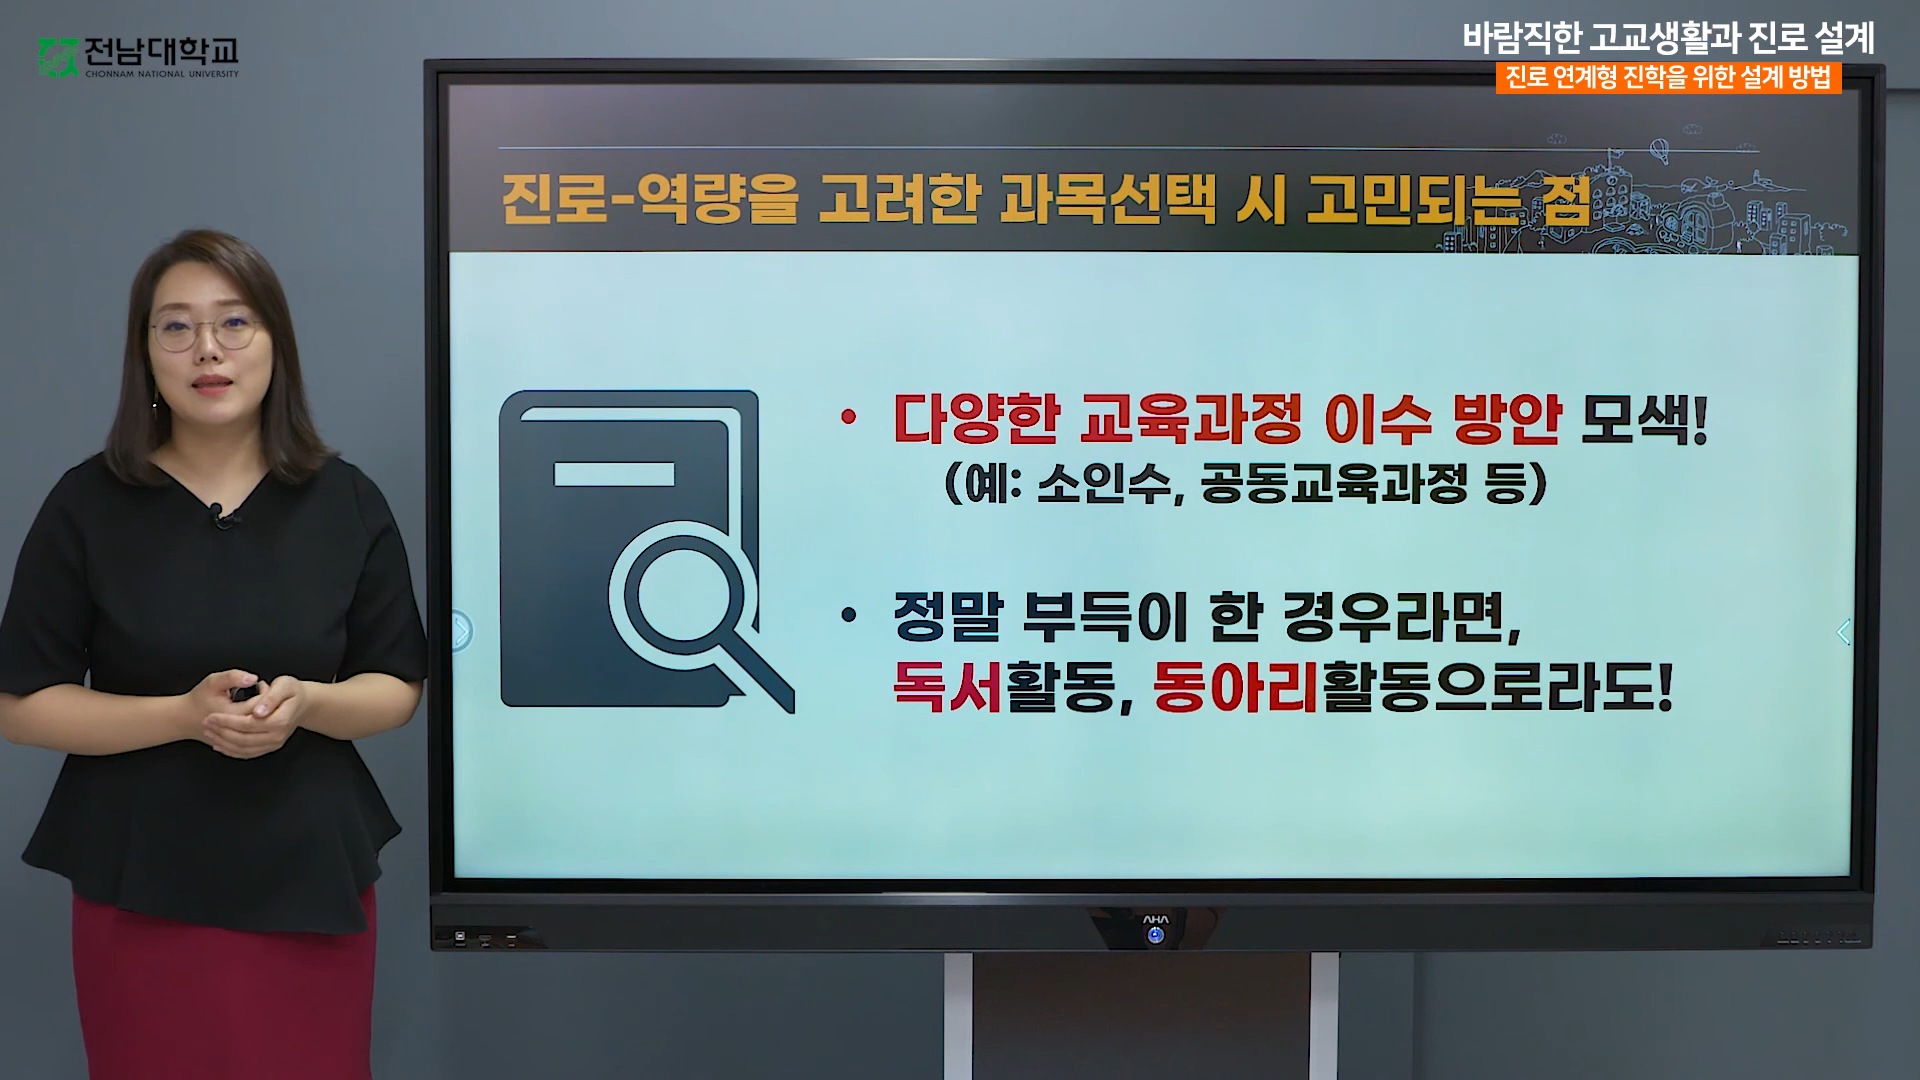 전남대학교
CHONNAM NATIONAL UNIVERSITY
바람직한 고교생활과 진로 설계
진로 연계형 진학을 위한 설계 방법
진로-역량을 고려한 과목선택 시 고민되는 점
• 다양한 교육과정 이수 방안 모색!
(예: 소인수, 공동교육과정 등)
• 정말 부득이 한 경우라면,
독서활동, 동아리활동으로라도!
AHA